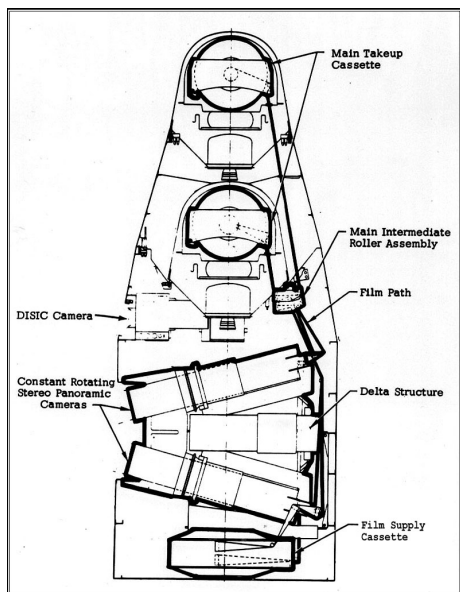 Main Takeup
Cassette
Main Intermediate
Roller Assembly
Film Path
DISIC Camera
Constant Rotating
Stereo Panoramic
Cameras
Delta Structure
Film Supply
Cassette